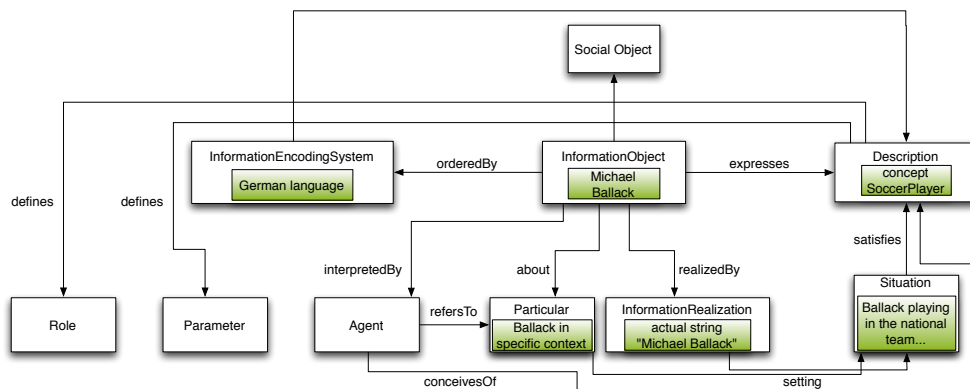 Social Object
InformationEncodingSystem
German language
orderedBy
InformationObject
Michael
Ballack
expresses
Description
concept
SoccerPlayer
defines
defines
satisfies
interpretedBy
about
realizedBy
Situation
Ballack playing
in the national
team...
Role
Parameter
Agent
refersTo
Particular
Ballack in
specific context
InformationRealization
actual string
"Michael Ballack"
conceivesOf
setting